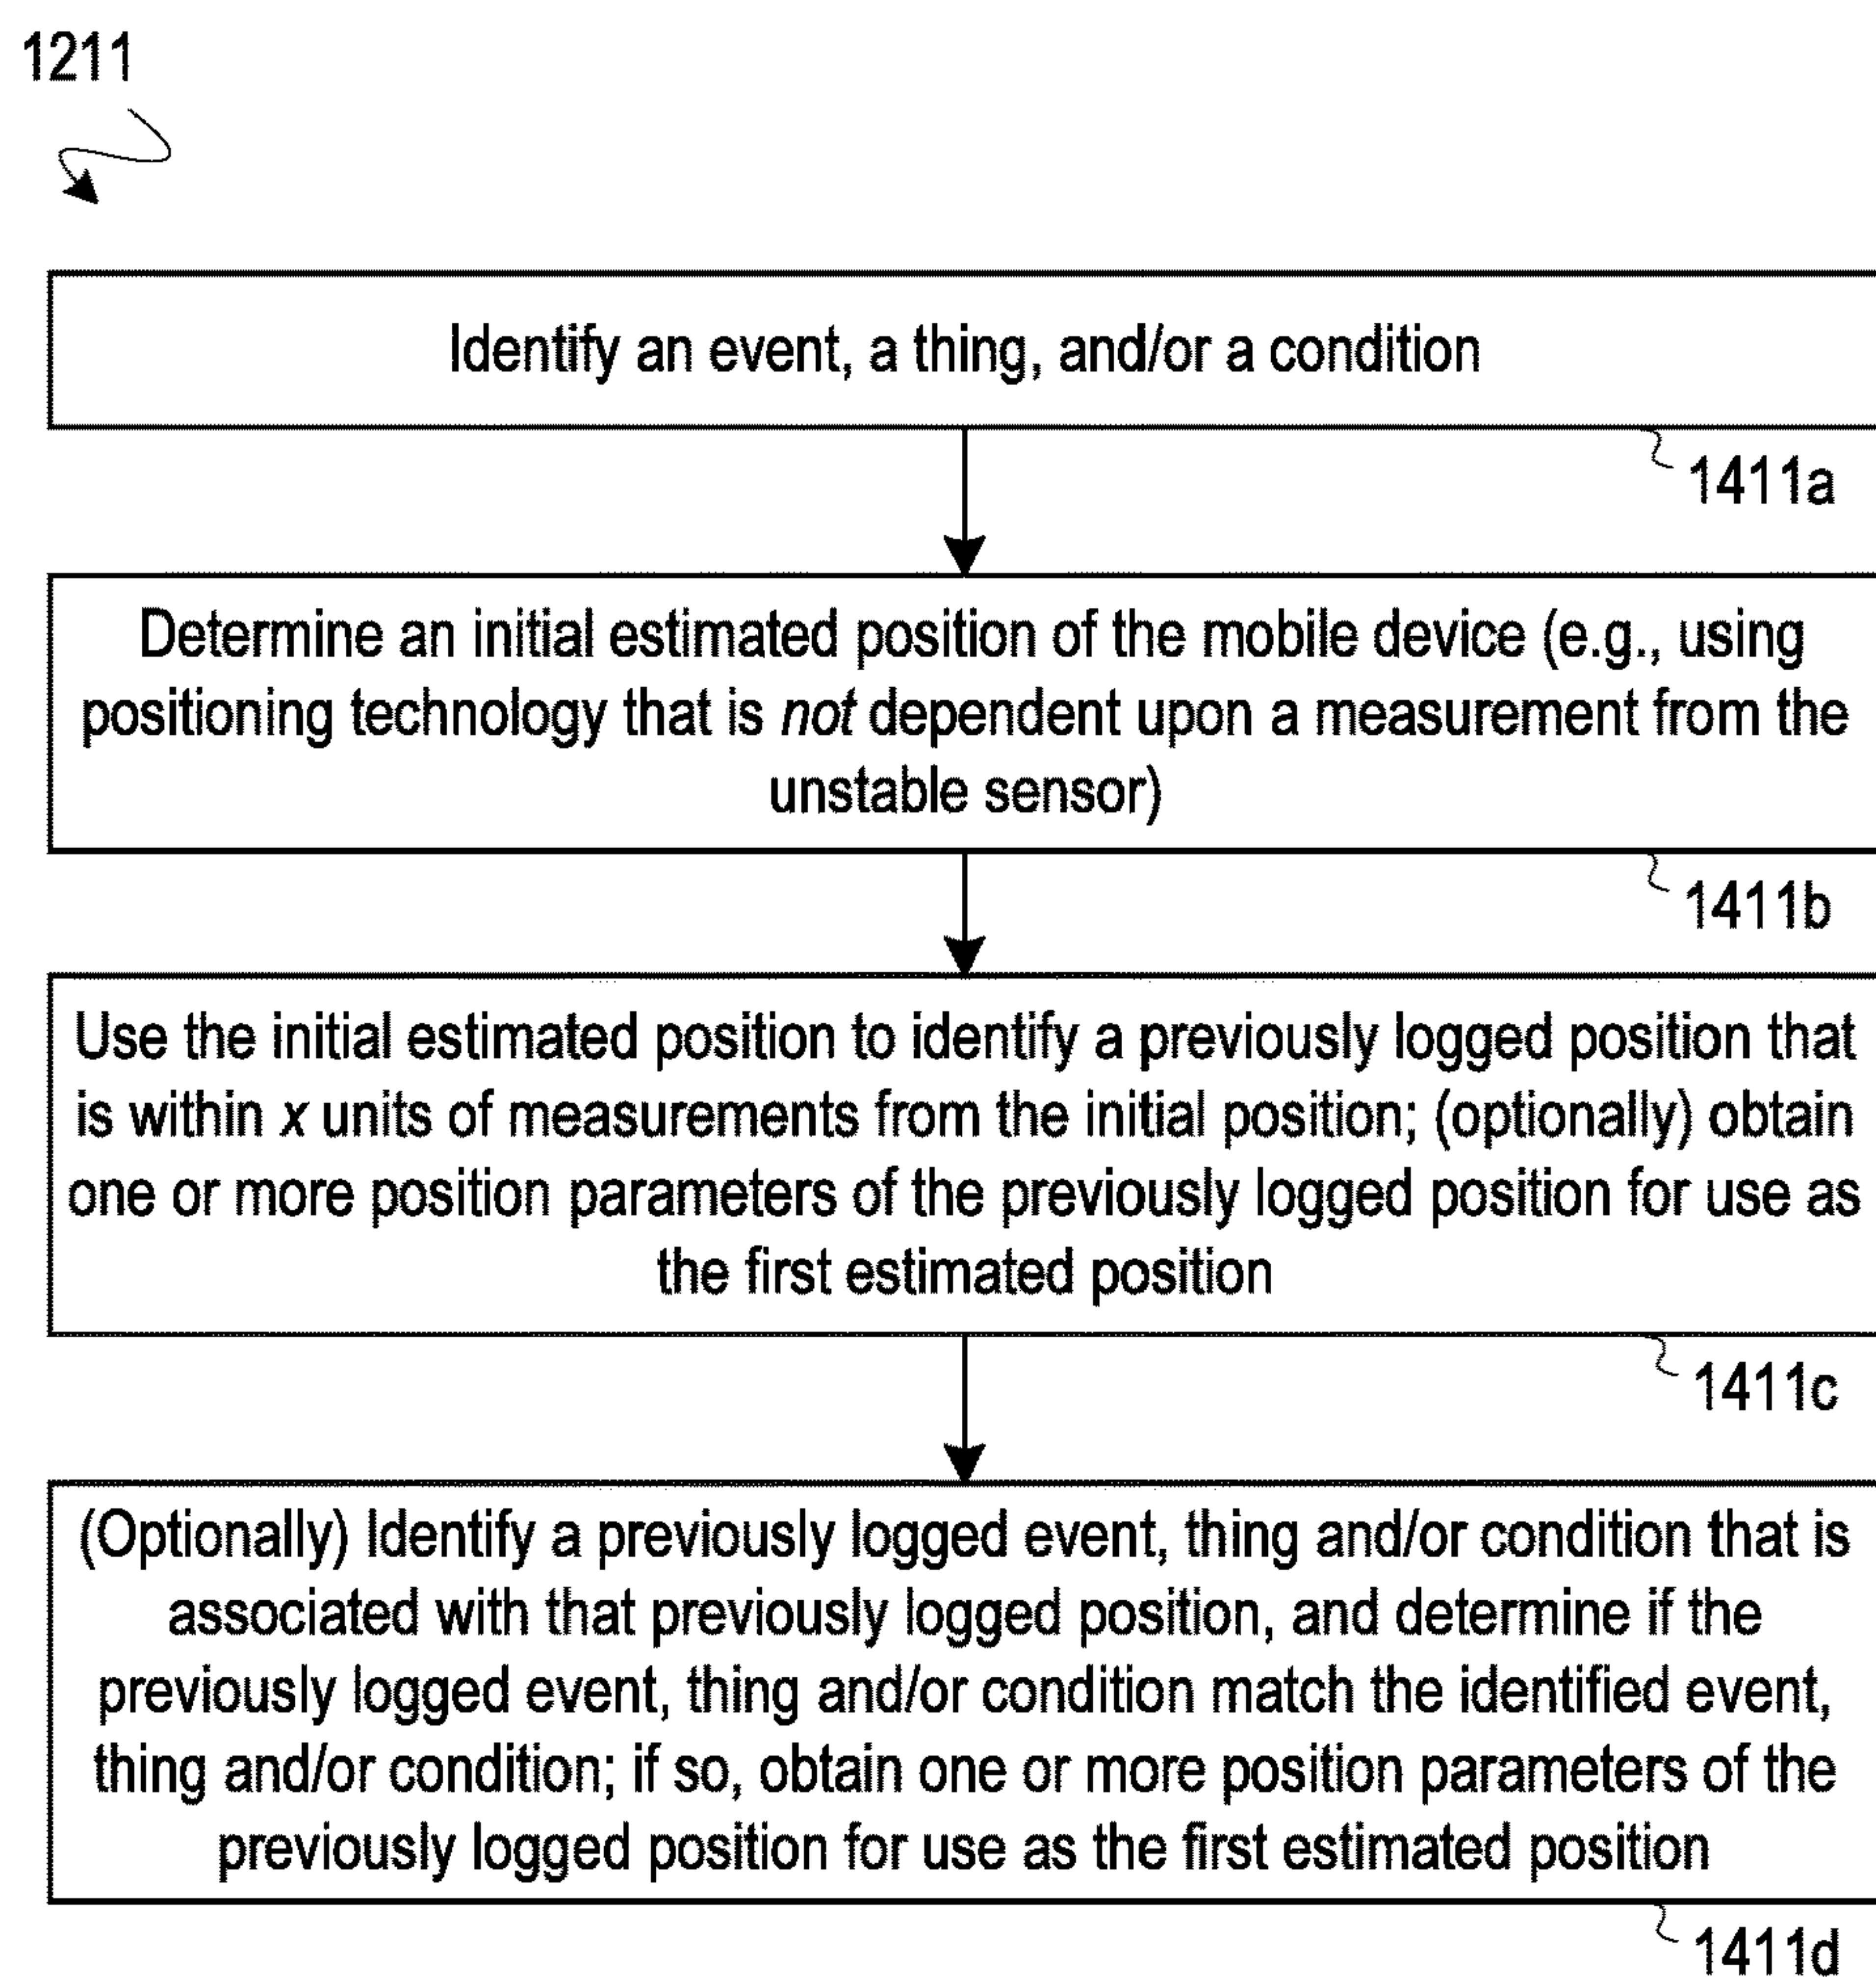 1211
Identify an event, a thing, and/or a condition
1411a
Determine an initial estimated position of the mobile device (e.g., using
positioning technology that is not dependent upon a measurement from the
unstable sensor)
1411b
Use the initial estimated position to identify a previously logged position that
is within x units of measurements from the initial position; (optionally) obtain
one or more position parameters of the previously logged position for use as
the first estimated position
1411c
(Optionally) Identify a previously logged event, thing and/or condition that is
associated with that previously logged position, and determine if the
previously logged event, thing and/or condition match the identified event,
thing and/or condition; if so, obtain one or more position parameters of the
previously logged position for use as the first estimated position
1411d